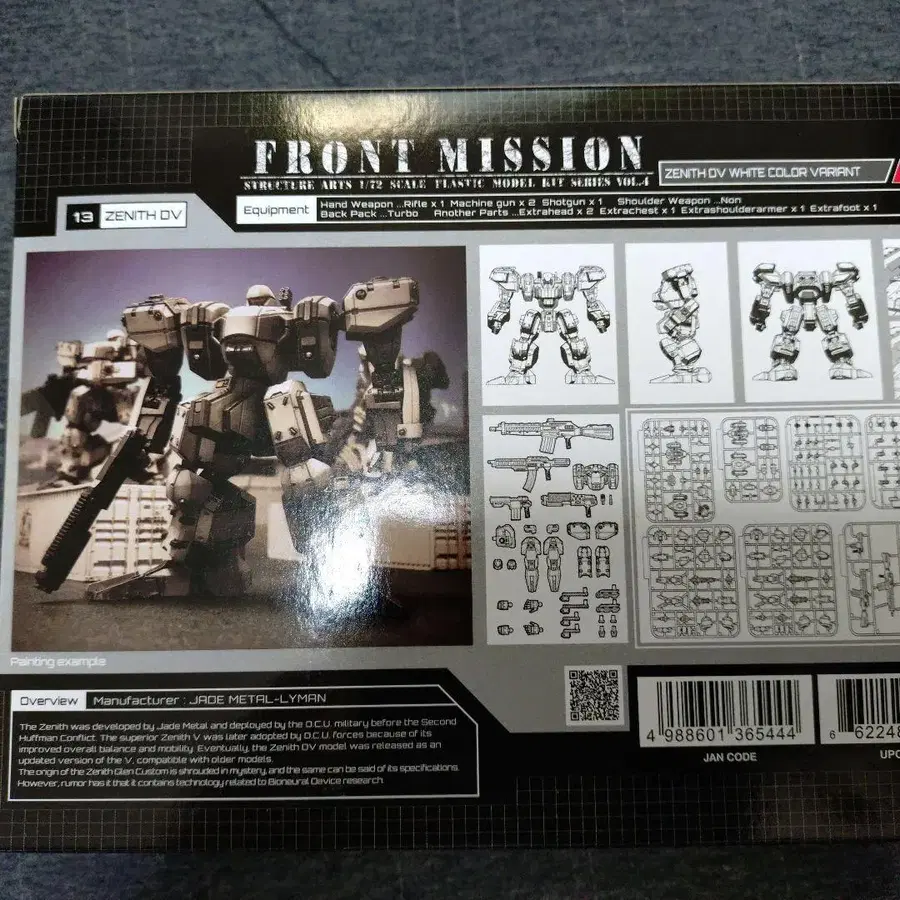 FRONT MISSION
STRUCTURE ARTS 1/72 SCALE PLASTIC MODEL KIT SERIES VOL.4
ZENITH DV WHITE COLOR VARIANT
13 ZENITH DV
Equipment
Hand Weapon ...Rifle x 1 Machine gun x 2 Shotgun x 1 Shoulder Weapon ...Non
Back Pack ...Turbo Another Parts ...Extrahead x 2 Extrachest x 1 Extrashoulderarmer x 1 Extrafoot x 1
Painting example
Overview Manufacturer : JADE METAL-LYMAN
The Zenith was developed by Jade Metal and deployed by the O.C.U. military before the Second
Huffman Conflict. The superior Zenith V was later adopted by O.C.U. forces because of its
improved overall balance and mobility. Eventually, the Zenith DV model was released as an
updated version of the V, compatible with older models.
The origin of the Zenith Glen Custom is shrouded in mystery, and the same can be said of its specifications.
However, rumor has it that it contains technology related to Bioneural Device research.
4 988601 365444
JAN CODE
6 62248
UPC